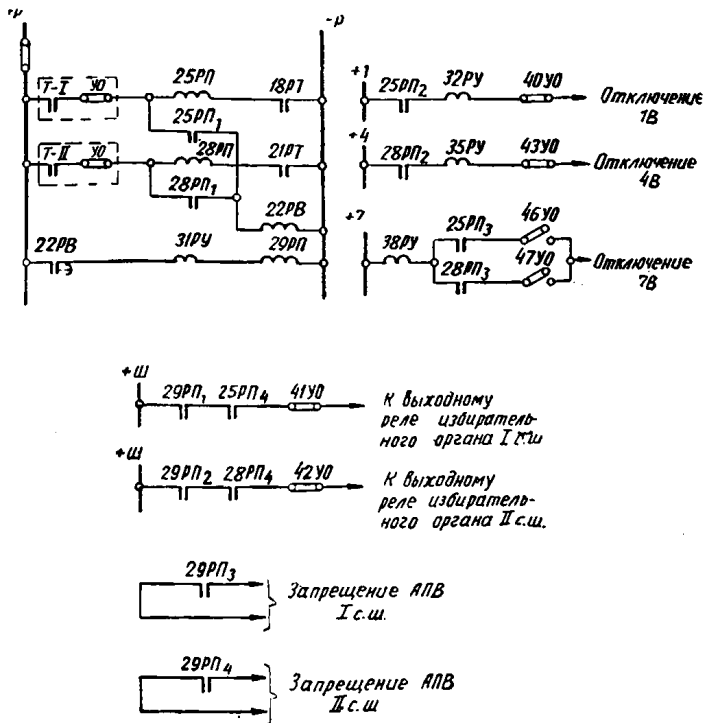 +Р
-Р
Т-I УО
25РП
18РТ
25РП1
Т-II УО
28РП
21РТ
28РП1
22РВ
22РВ
31РУ
29РП
+1
25РП2
32РУ
40УО
Отключение
1В
+4
28РП2
35РУ
43УО
Отключение
4В
+7
38РУ
25РП3
46УО
28РП3
47УО
Отключение
7В
+Ш
29РП1
25РП4
41УО
К выходному
реле избиратель-
ного органа I с.ш
+Ш
29РП2
28РП4
42УО
К выходному
реле избиратель-
ного органа II с.ш.
29РП3
Запрещение АПВ
I с.ш.
29РП4
Запрещение АПВ
II с.ш